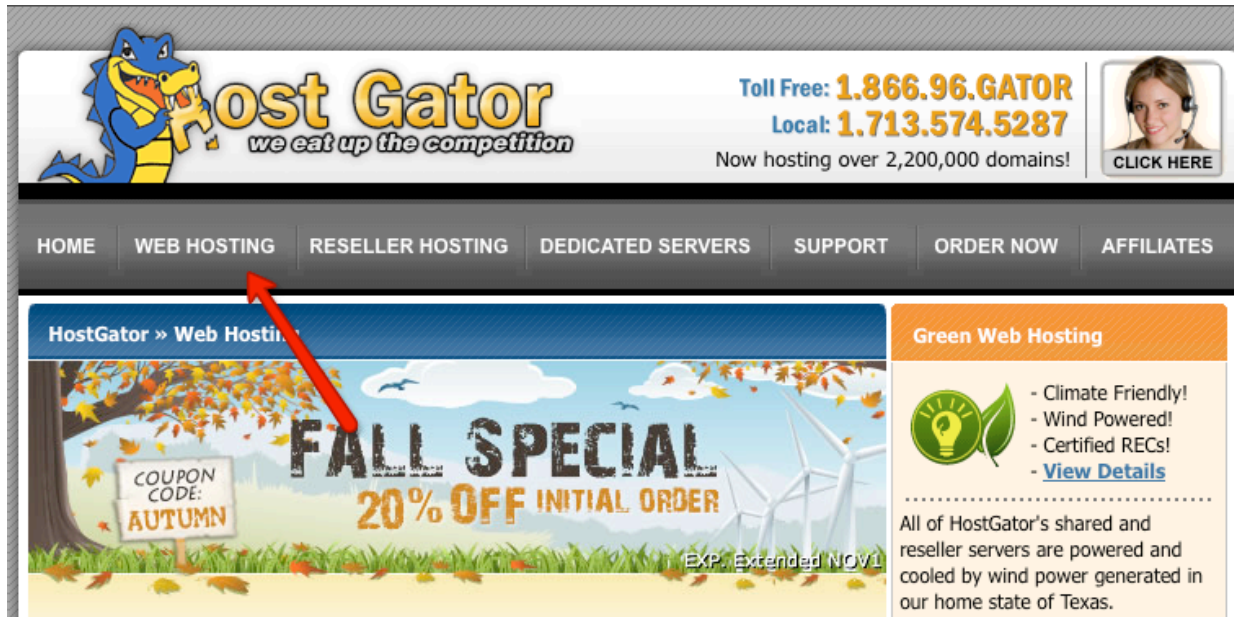 Host Gator
we eat up the competition
Toll Free: 1.866.96.GATOR
Local: 1.713.574.5287
Now hosting over 2,200,000 domains!
CLICK HERE
HOME WEB HOSTING RESELLER HOSTING DEDICATED SERVERS SUPPORT ORDER NOW AFFILIATES
HostGator » Web Hosting
COUPON
CODE:
AUTUMN
FALL SPECIAL
20% OFF INITIAL ORDER
EXP. Extended NOV1
Green Web Hosting
- Climate Friendly!
- Wind Powered!
- Certified RECs!
- View Details
All of HostGator's shared and
reseller servers are powered and
cooled by wind power generated in
our home state of Texas.